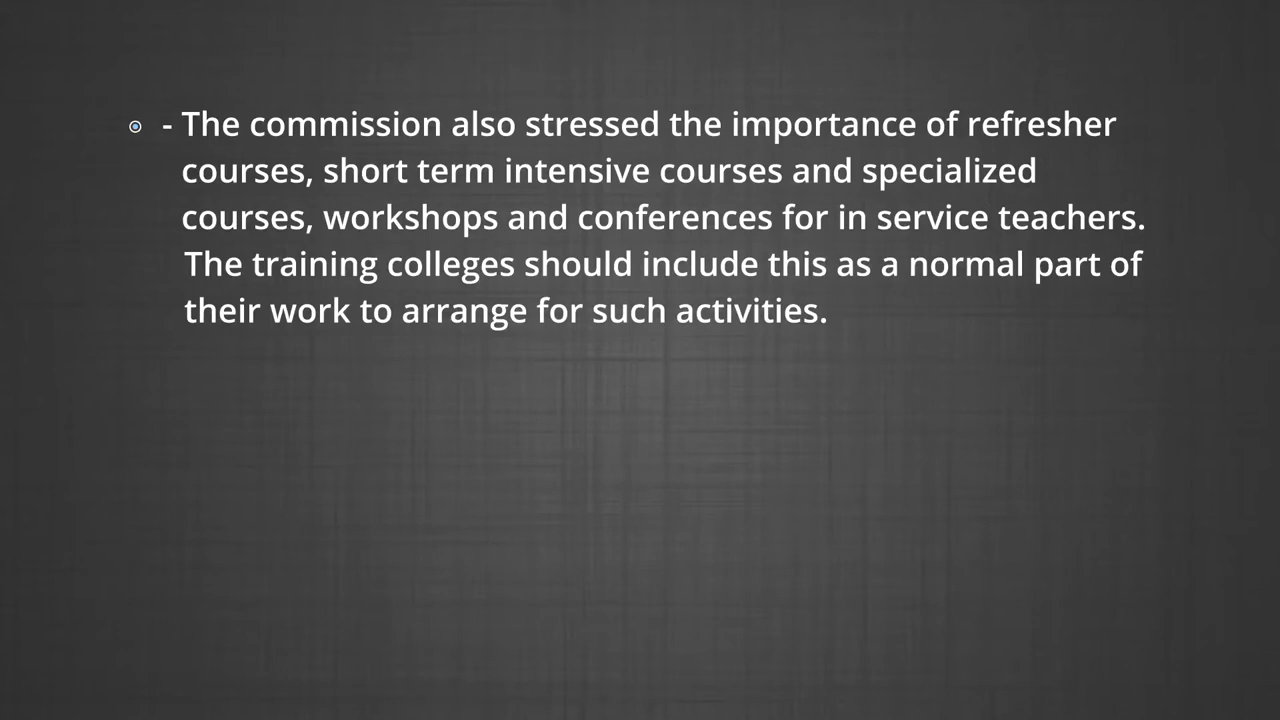 - The commission also stressed the importance of refresher
courses, short term intensive courses and specialized
courses, workshops and conferences for in service teachers.
The training colleges should include this as a normal part of
their work to arrange for such activities.